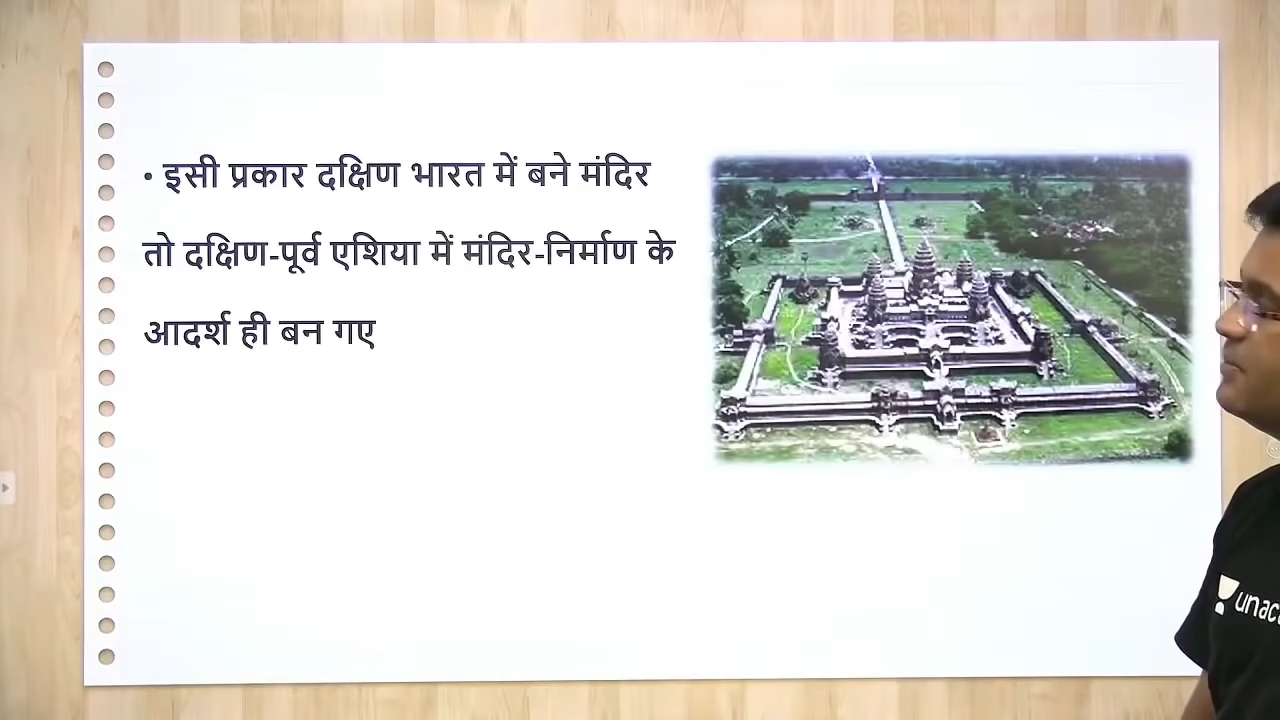 • इसी प्रकार दक्षिण भारत में बने मंदिर
तो दक्षिण-पूर्व एशिया में मंदिर-निर्माण के
आदर्श ही बन गए